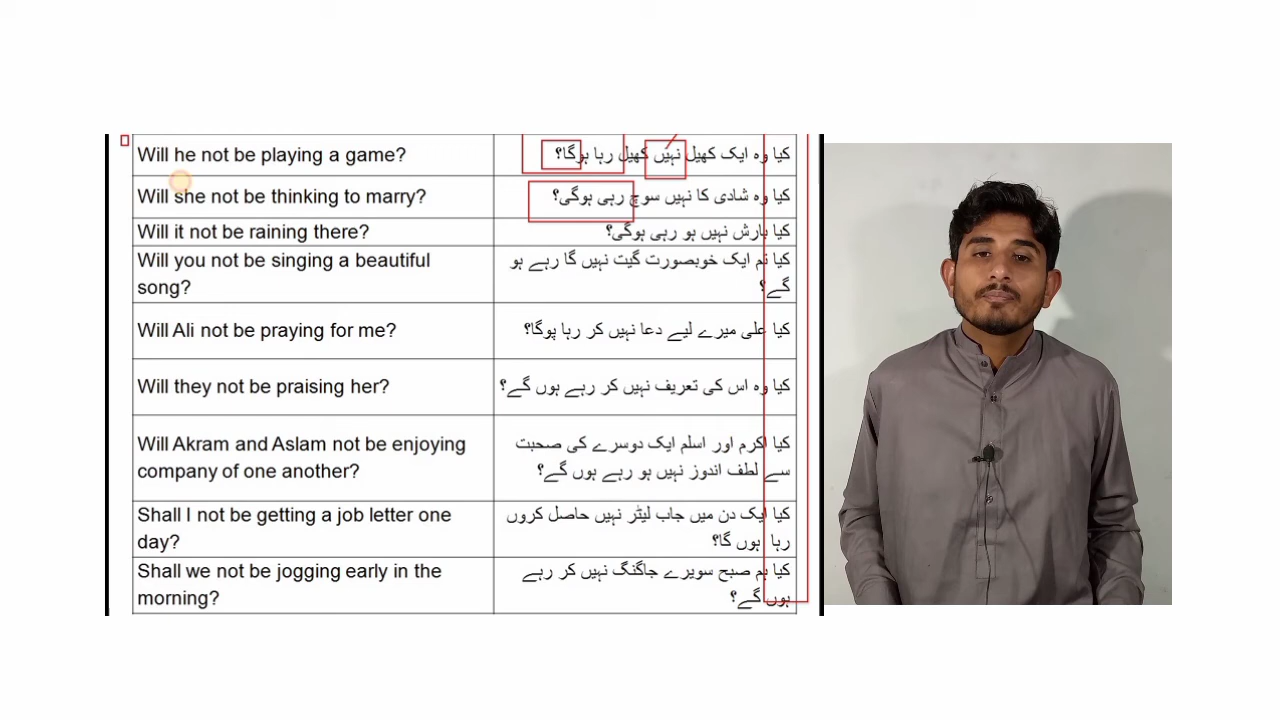 Will he not be playing a game?
کیا وہ ایک کھیل نہیں کھیل رہا ہوگا؟
Will she not be thinking to marry?
کیا وہ شادی کا نہیں سوچ رہی ہوگی؟
Will it not be raining there?
کیا بارش نہیں ہو رہی ہوگی؟
Will you not be singing a beautiful
song?
کیا تم ایک خوبصورت گیت نہیں گا رہے ہو
گے؟
Will Ali not be praying for me?
کیا علی میرے لیے دعا نہیں کر رہا ہوگا؟
Will they not be praising her?
کیا وہ اس کی تعریف نہیں کر رہے ہوں گے؟
Will Akram and Aslam not be enjoying
company of one another?
کیا اکرم اور اسلم ایک دوسرے کی صحبت
سے لطف اندوز نہیں ہو رہے ہوں گے؟
Shall I not be getting a job letter one
day?
کیا ایک دن میں جاب لیٹر نہیں حاصل کروں
رہا ہوں گا؟
Shall we not be jogging early in the
morning?
کیا ہم صبح سویرے جاگنگ نہیں کر رہے
ہوں گے؟